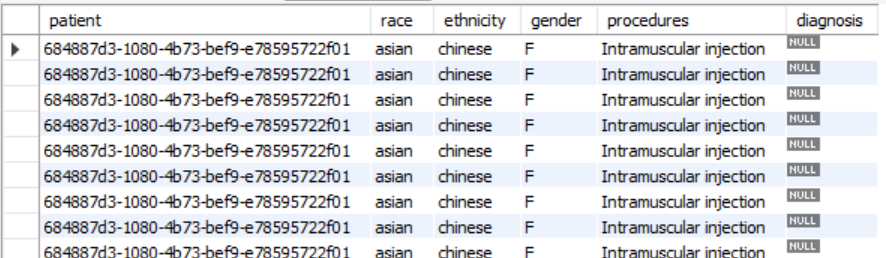 patient race ethnicity gender procedures diagnosis
684887d3-1080-4b73-bef9-e78595722f01 asian chinese F Intramuscular injection NULL
684887d3-1080-4b73-bef9-e78595722f01 asian chinese F Intramuscular injection NULL
684887d3-1080-4b73-bef9-e78595722f01 asian chinese F Intramuscular injection NULL
684887d3-1080-4b73-bef9-e78595722f01 asian chinese F Intramuscular injection NULL
684887d3-1080-4b73-bef9-e78595722f01 asian chinese F Intramuscular injection NULL
684887d3-1080-4b73-bef9-e78595722f01 asian chinese F Intramuscular injection NULL
684887d3-1080-4b73-bef9-e78595722f01 asian chinese F Intramuscular injection NULL
684887d3-1080-4b73-bef9-e78595722f01 asian chinese F Intramuscular injection NULL
684887d3-1080-4b73-bef9-e78595722f01 asian chinese F Intramuscular injection NULL